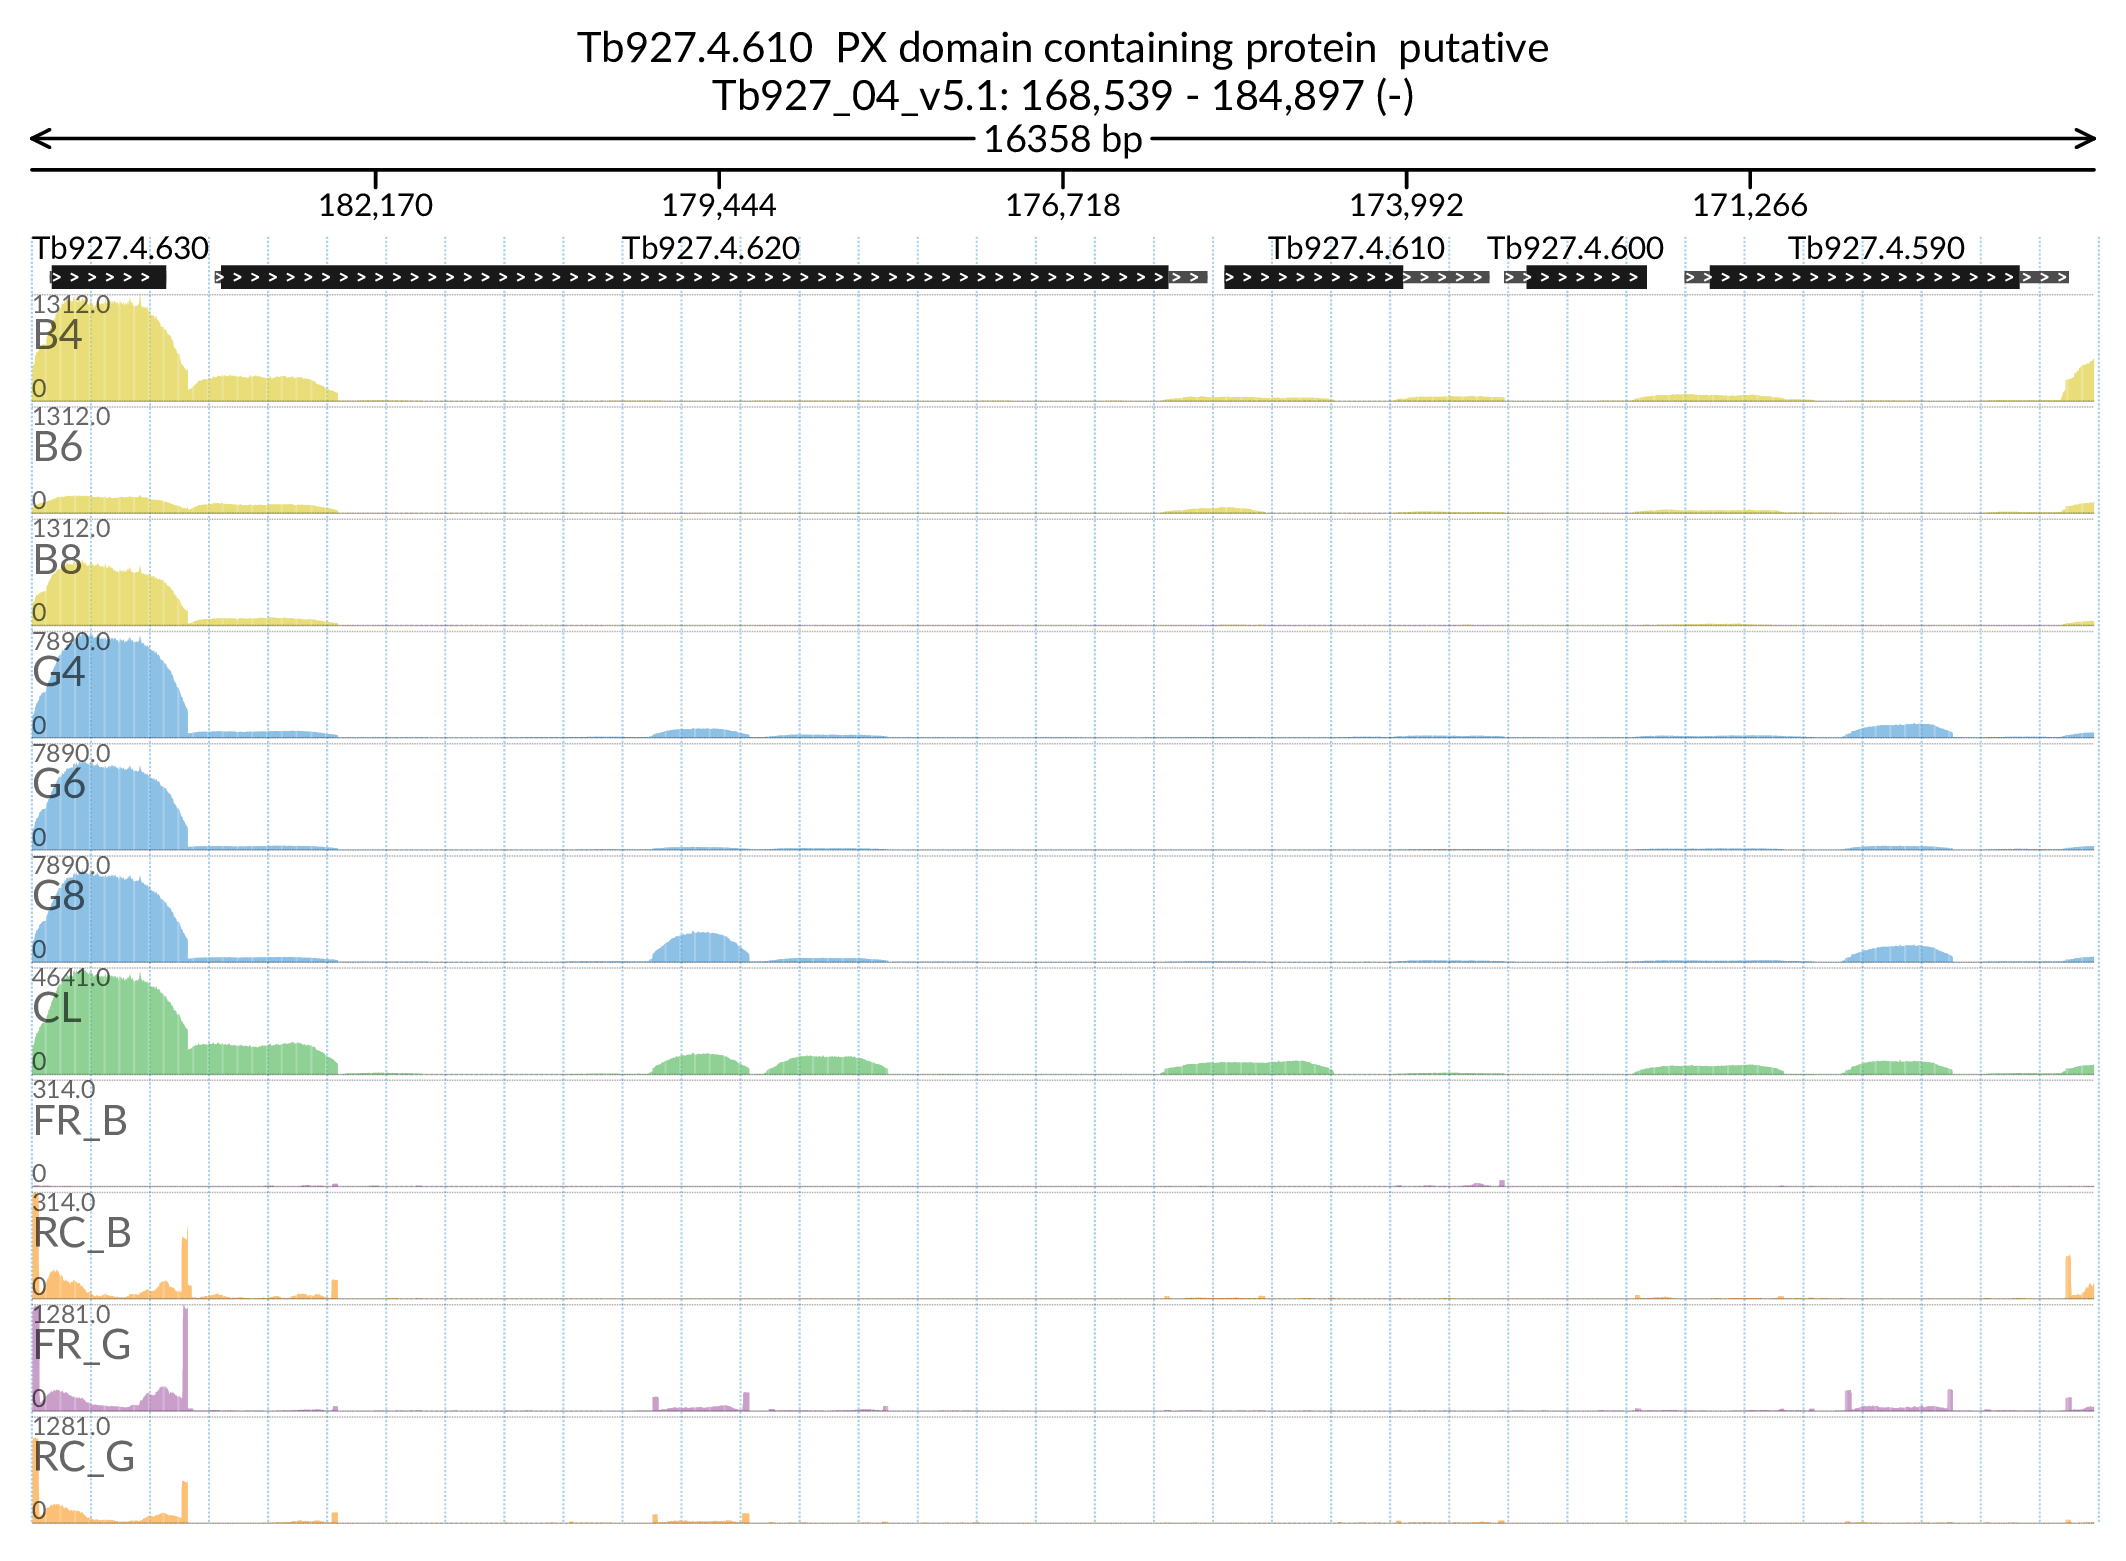 Tb927.4.610  PX domain containing protein  putative
Tb927_04_v5.1: 168,539 - 184,897 (-)
16358 bp
182,170 179,444 176,718 173,992 171,266
Tb927.4.630 Tb927.4.620 Tb927.4.610 Tb927.4.600 Tb927.4.590
1312.0
B4
0
1312.0
B6
0
1312.0
B8
0
7890.0
G4
0
7890.0
G6
0
7890.0
G8
0
4641.0
CL
0
314.0
FR_B
0
314.0
RC_B
0
1281.0
FR_G
0
1281.0
RC_G
0